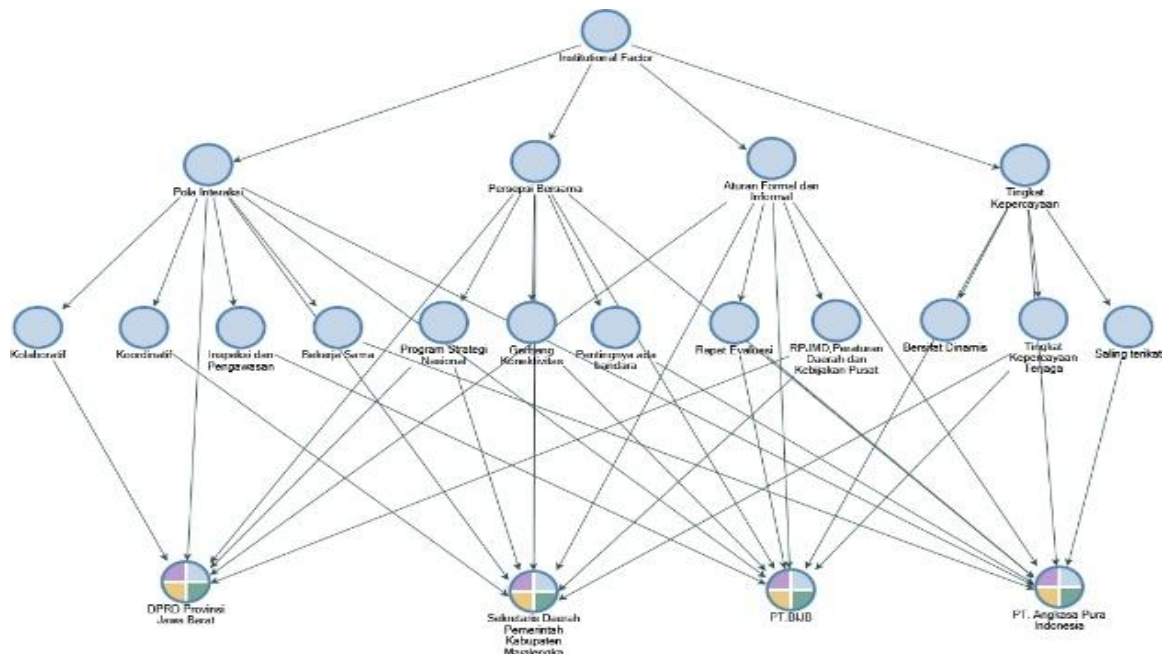 Institutional Factor
Pola Interaksi
Persepsi Bersama
Aturan Formal dan
Informal
Tingkat
Kepercayaan
Kolaboratif
Koordinatif
Inspeksi dan
Pengawasan
Bekerja Sama
Program Strategi
Nasional
Gerbang
Konektivitas
Pentingnya ada
bandara
Rapat Evaluasi
RPJMD, Peraturan
Daerah dan
Kebijakan Pusat
Bersifat Dinamis
Tingkat
Kepercayaan
Terjaga
Saling terikat
DPRD Provinsi
Jawa Barat
Sekretaris Daerah
Pemerintah
Kabupaten
Majalengka
PT.BIJB
PT. Angkasa Pura
Indonesia